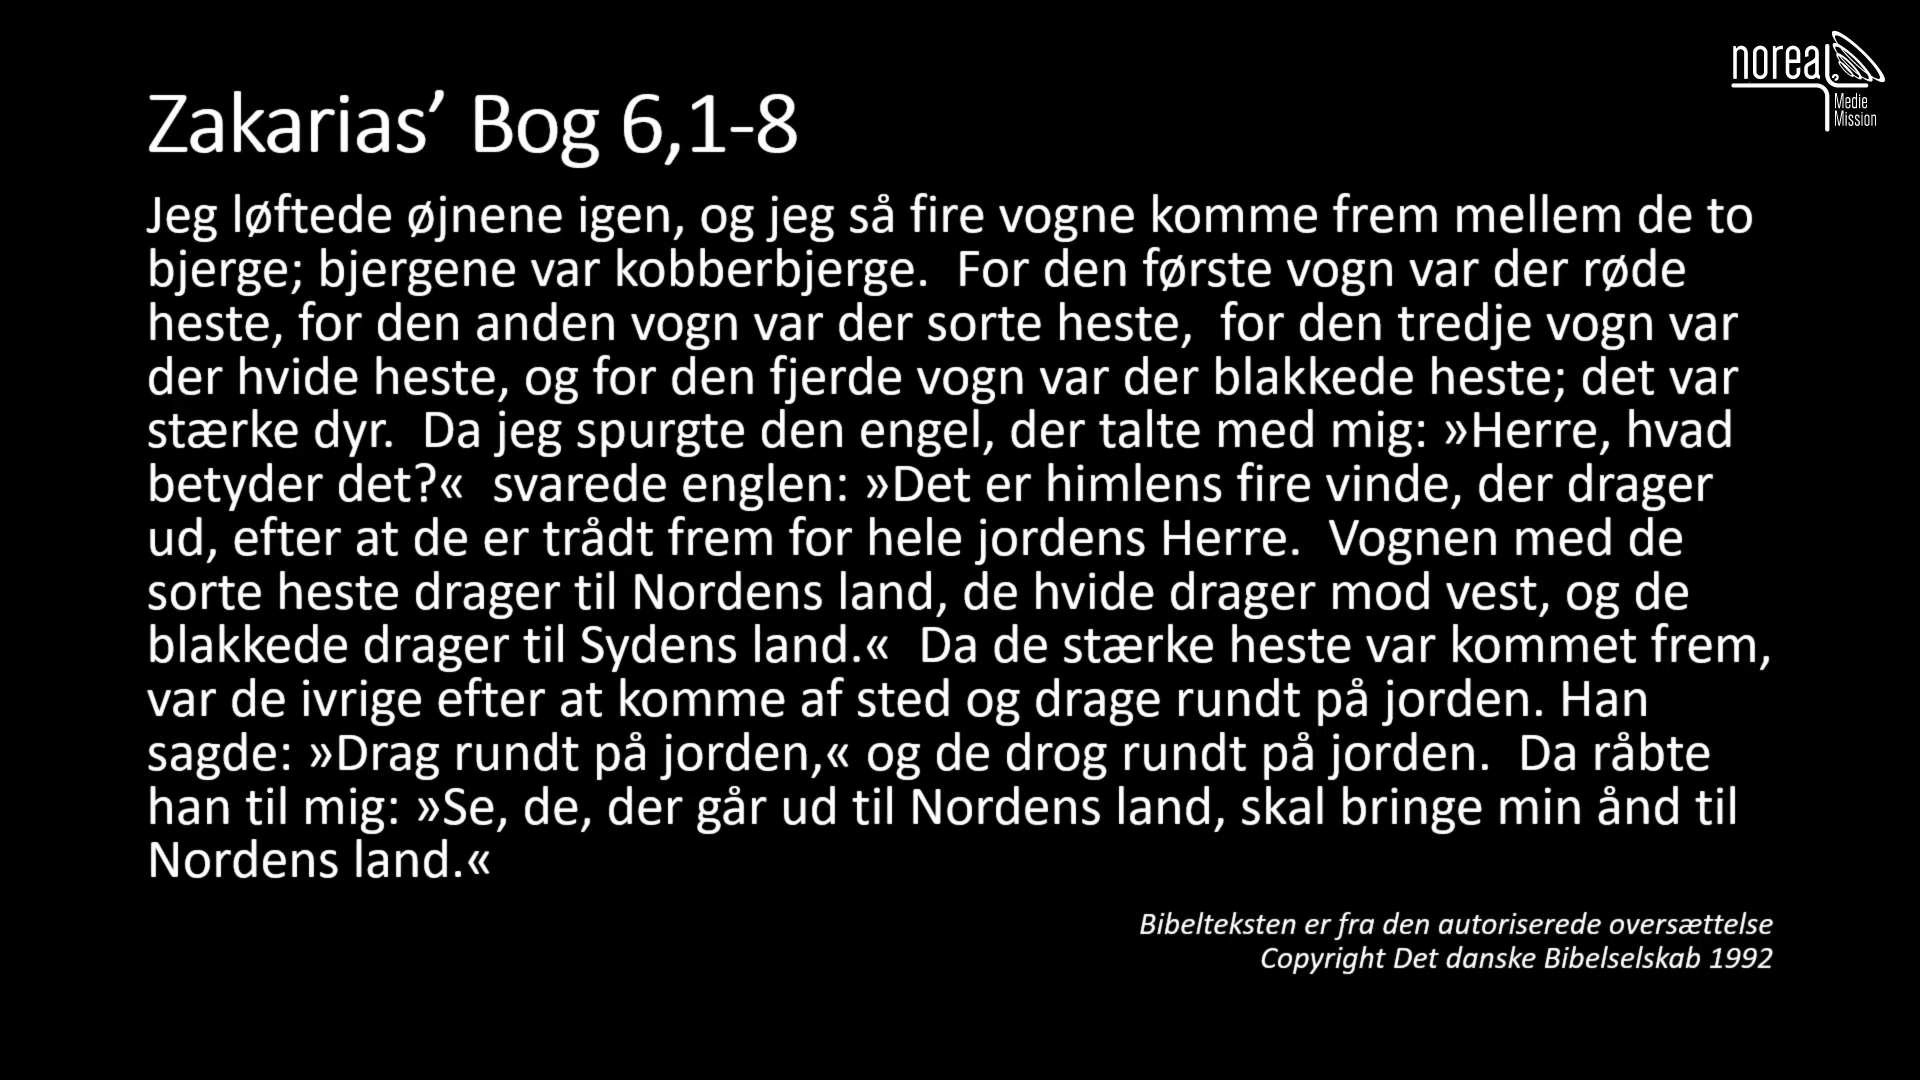 norea
Medie
Mission
Zakarias’ Bog 6,1-8
Jeg løftede øjnene igen, og jeg så fire vogne komme frem mellem de to
bjerge; bjergene var kobberbjerge.  For den første vogn var der røde
heste, for den anden vogn var der sorte heste,  for den tredje vogn var
der hvide heste, og for den fjerde vogn var der blakkede heste; det var
stærke dyr.  Da jeg spurgte den engel, der talte med mig: »Herre, hvad
betyder det?«  svarede englen: »Det er himlens fire vinde, der drager
ud, efter at de er trådt frem for hele jordens Herre.  Vognen med de
sorte heste drager til Nordens land, de hvide drager mod vest, og de
blakkede drager til Sydens land.«  Da de stærke heste var kommet frem,
var de ivrige efter at komme af sted og drage rundt på jorden. Han
sagde: »Drag rundt på jorden,« og de drog rundt på jorden.  Da råbte
han til mig: »Se, de, der går ud til Nordens land, skal bringe min ånd til
Nordens land.«
Bibelteksten er fra den autoriserede oversættelse
Copyright Det danske Bibelselskab 1992